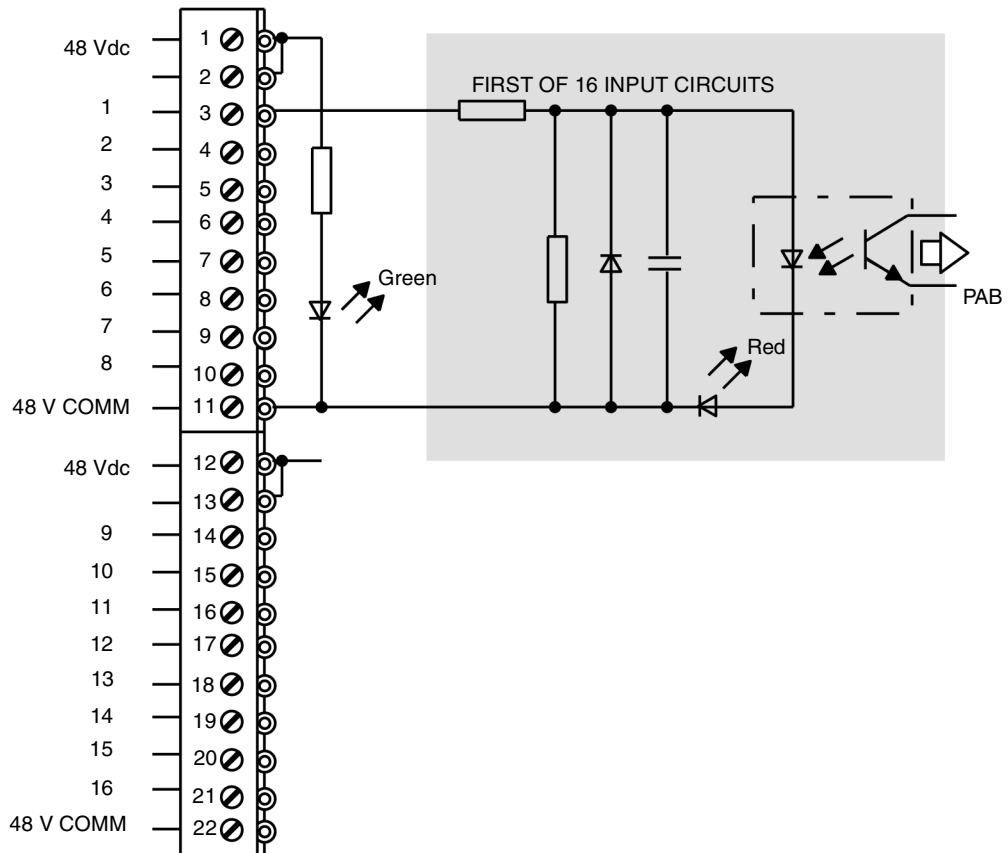 48 Vdc 1
2
FIRST OF 16 INPUT CIRCUITS
1 3
2 4
3 5
4 6
5 7
6 8
7 9
8 10
48 V COMM 11
Green
Red
PAB
48 Vdc 12
13
9 14
10 15
11 16
12 17
13 18
14 19
15 20
16 21
48 V COMM 22